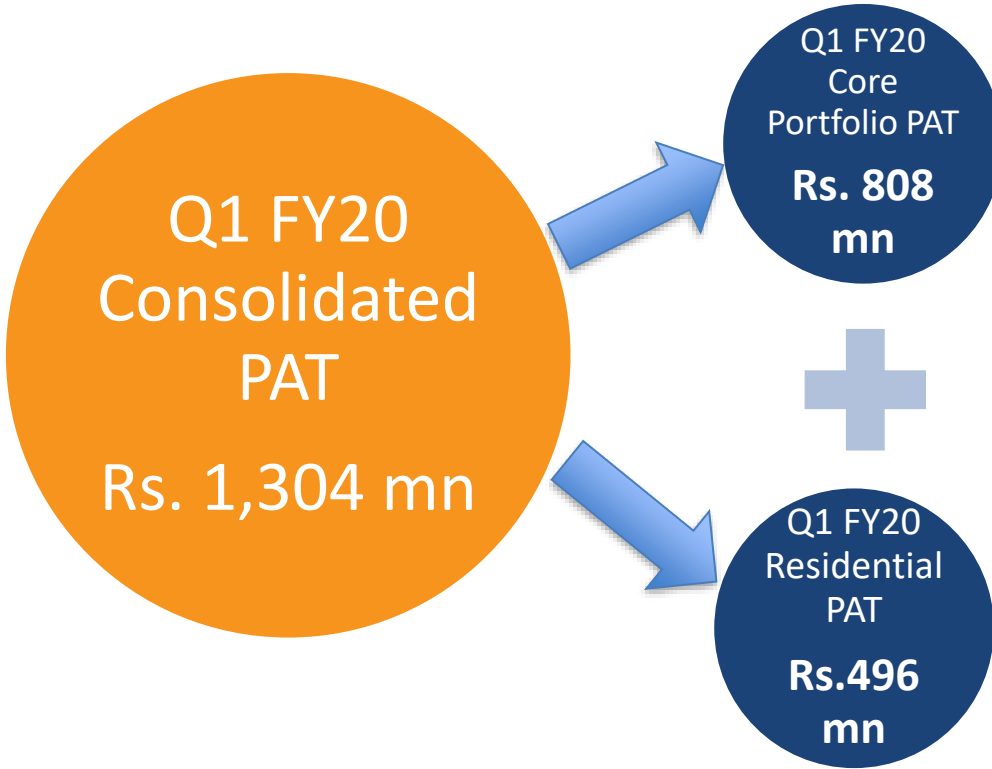 Q1 FY20
Consolidated
PAT
Rs. 1,304 mn
Q1 FY20
Core
Portfolio PAT
Rs. 808
mn
Q1 FY20
Residential
PAT
Rs.496
mn